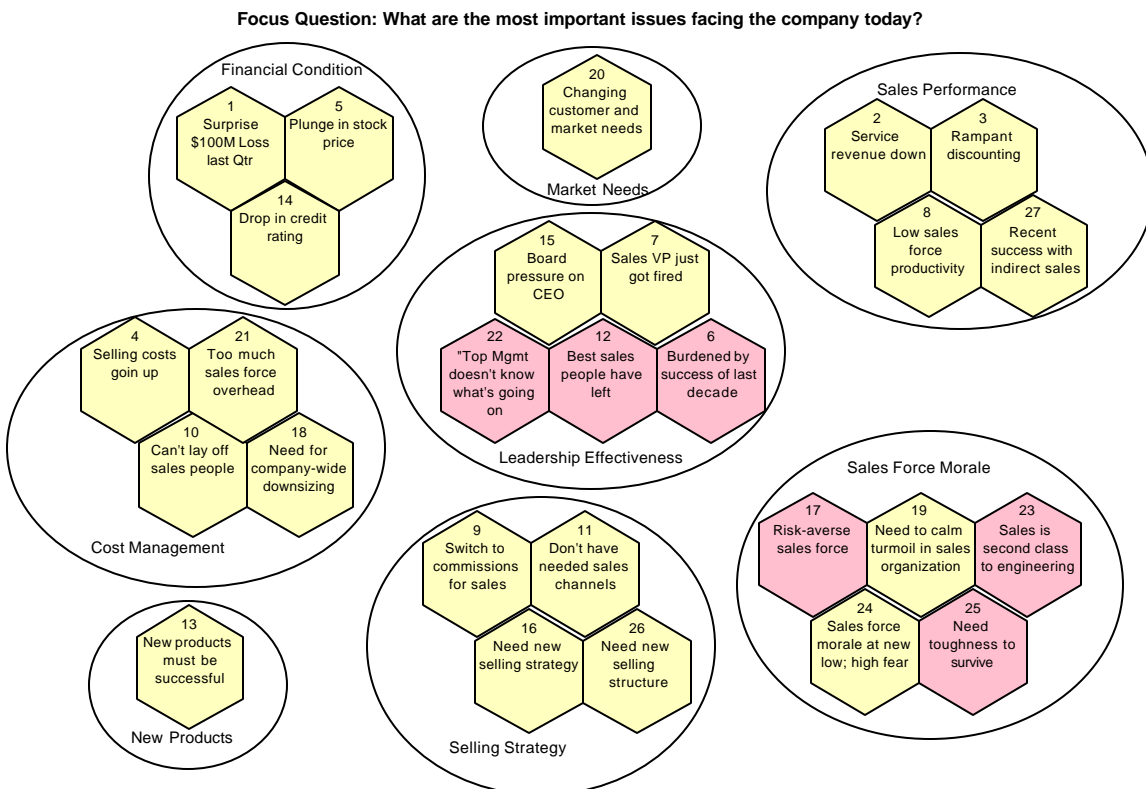 Focus Question: What are the most important issues facing the company today?
Financial Condition
1
Surprise
$100M Loss
last Qtr
5
Plunge in stock
price
14
Drop in credit
rating
20
Changing
customer and
market needs
Market Needs
Sales Performance
2
Service
revenue down
3
Rampant
discounting
8
Low sales
force
productivity
27
Recent
success with
indirect sales
15
Board
pressure on
CEO
7
Sales VP just
got fired
22
"Top Mgmt
doesn't know
what's going
on
12
Best sales
people have
left
6
Burdened by
success of last
decade
Leadership Effectiveness
4
Selling costs
goin up
21
Too much
sales force
overhead
10
Can't lay off
sales people
18
Need for
company-wide
downsizing
Cost Management
Sales Force Morale
17
Risk-averse
sales force
19
Need to calm
turmoil in sales
organization
23
Sales is
second class
to engineering
24
Sales force
morale at new
low; high fear
25
Need
toughness to
survive
9
Switch to
commissions
for sales
11
Don't have
needed sales
channels
16
Need new
selling strategy
26
Need new
selling
structure
Selling Strategy
13
New products
must be
successful
New Products